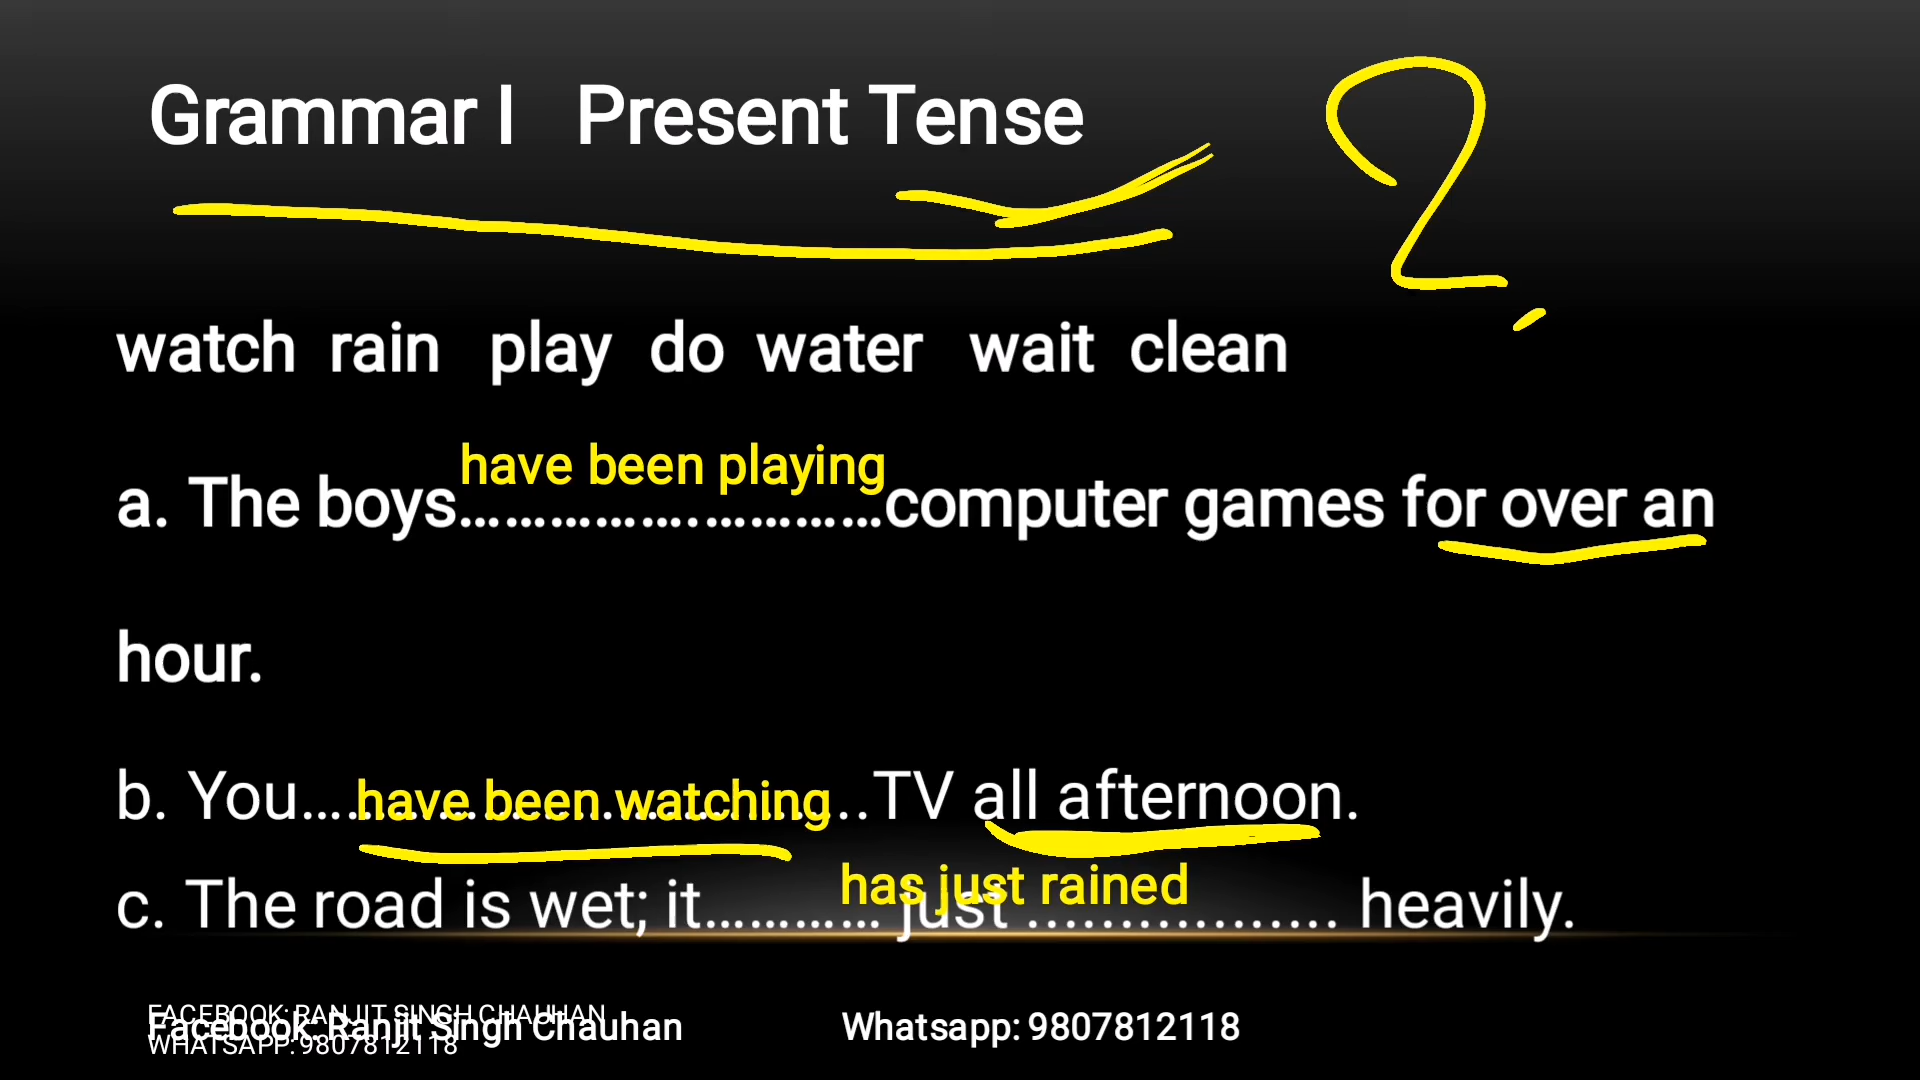 Grammar I Present Tense
?
watch rain play do water wait clean
have been playing
a. The boys…………….…………computer games for over an
hour.
b. You…have been watching..TV all afternoon.
has just rained
c. The road is wet; it………… just ................. heavily.
FACEBOOK: RANJIT SINGH CHAUHAN
Facebook: Ranjit Singh Chauhan Whatsapp: 9807812118
WHATSAPP: 9807812118